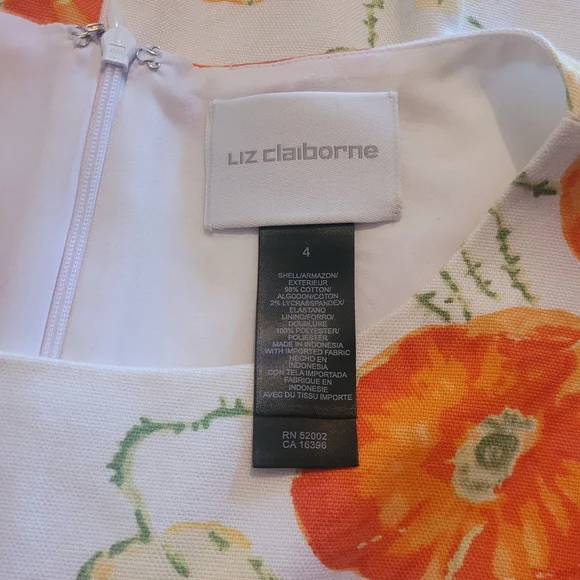 LIZ claiborne
4
SHELL/ARMAZON/
EXTERIEUR
98% COTTON/
ALGODON/COTON
2% LYCRA&SPANDEX/
ELASTANO
LINING/FORRO/
DOUBLURE
100% POLYESTER/
POLIESTER
MADE IN INDONESIA
WITH IMPORTED FABRIC
HECHO EN
INDONESIA
CON TELA IMPORTADA
FABRIQUE EN
INDONESIE
AVEC DU TISSU IMPORTE
RN 52002
CA 16396